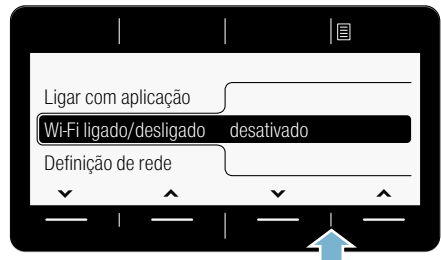 Ligar com aplicação
Wi-Fi ligado/desligado desativado
Definição de rede